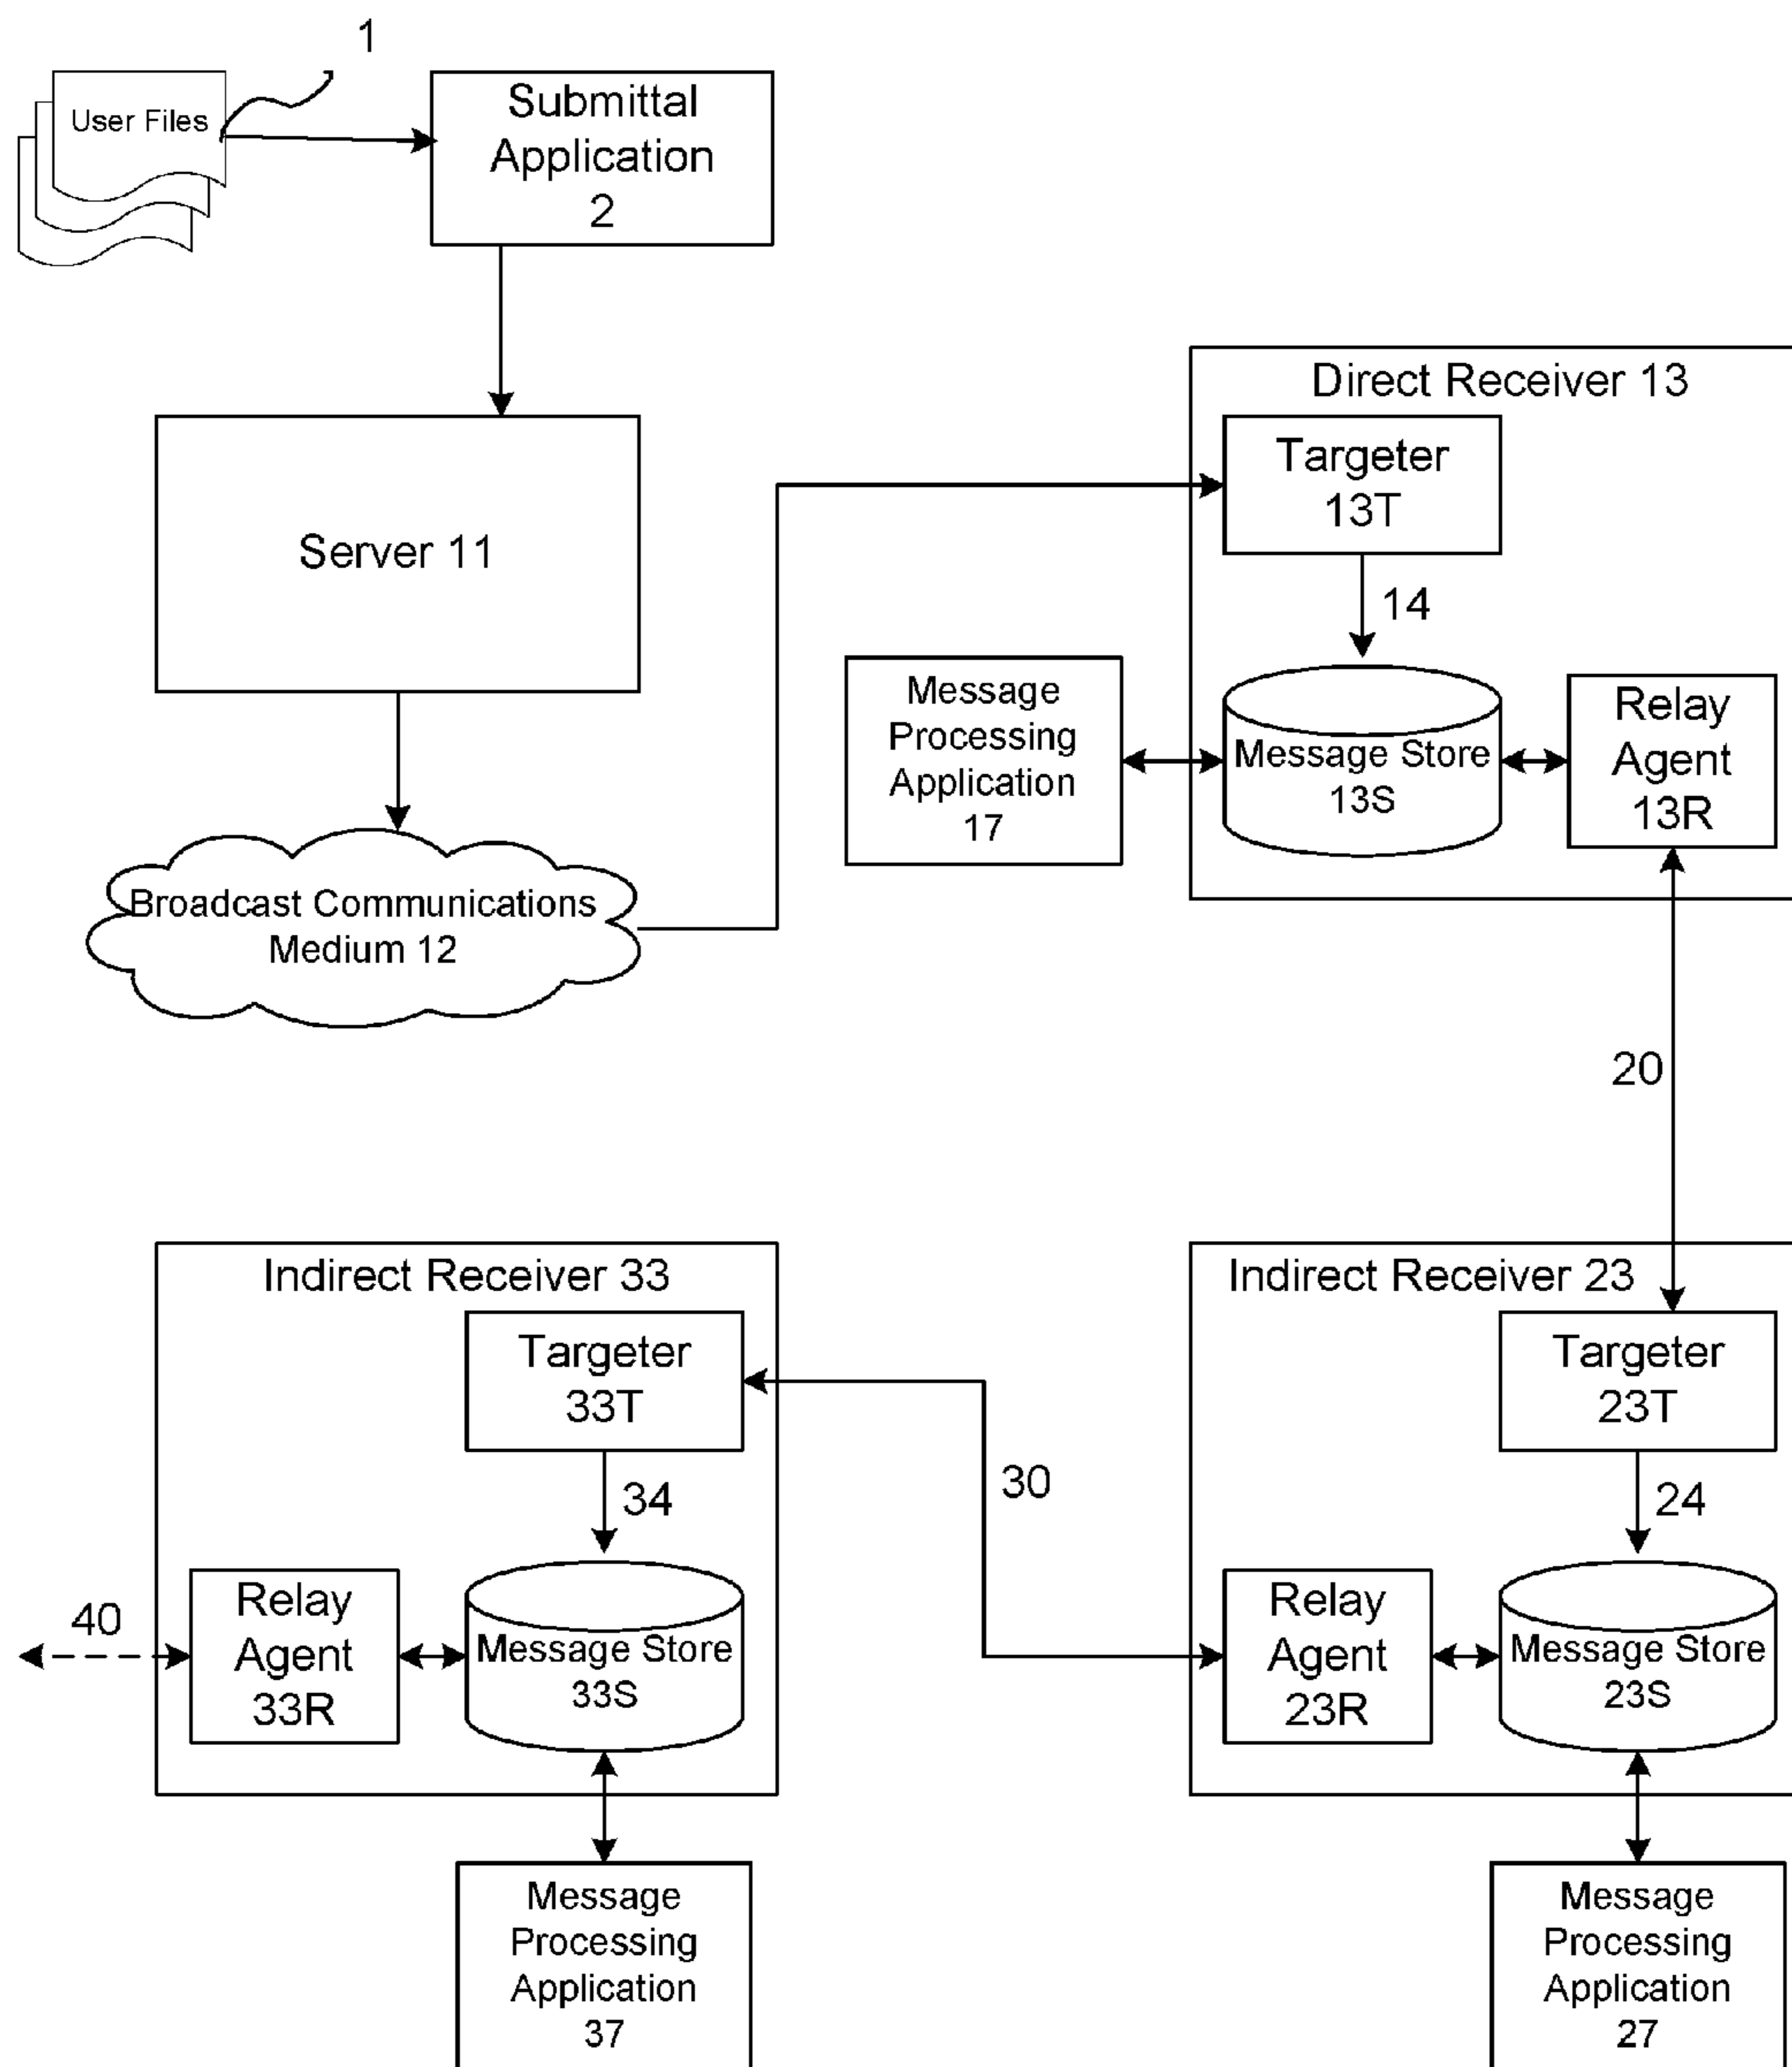 1
User Files
Submittal
Application
2
Direct Receiver 13
Targeter
13T
Server 11
14
Message
Processing
Application
17
Message Store
13S
Relay
Agent
13R
Broadcast Communications
Medium 12
20
Indirect Receiver 33
Indirect Receiver 23
Targeter
33T
Targeter
23T
30
34
24
40
Relay
Agent
33R
Message Store
33S
Relay
Agent
23R
Message Store
23S
Message
Processing
Application
37
Message
Processing
Application
27